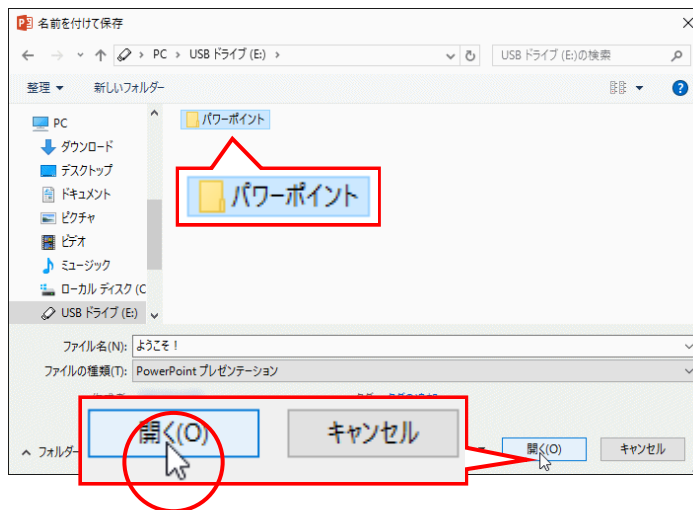 名前を付けて保存
PC › USB ドライブ (E:) ›
USB ドライブ (E:)の検索
整理
新しいフォルダー
PC
ダウンロード
デスクトップ
ドキュメント
ピクチャ
ビデオ
ミュージック
ローカル ディスク (C
USB ドライブ (E:)
パワーポイント
パワーポイント
ファイル名(N): ようこそ！
ファイルの種類(T): PowerPoint プレゼンテーション
開く(O)
キャンセル
フォルダー
開く(O)
キャンセル